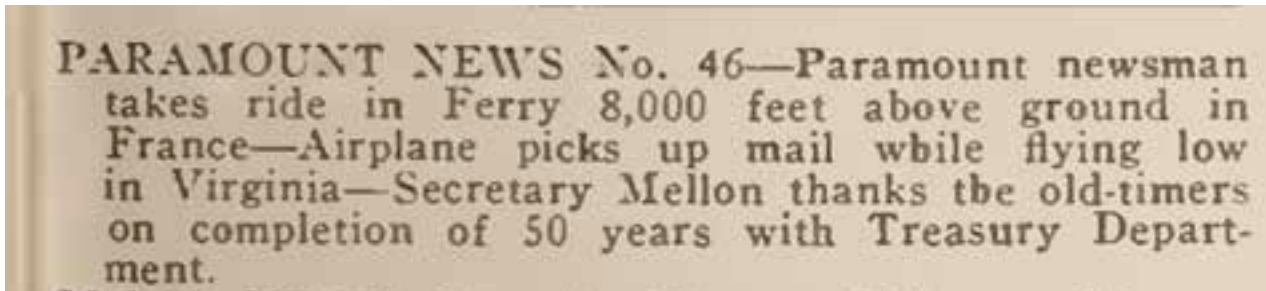 PARAMOUNT NEWS No. 46—Paramount newsman
takes ride in Ferry 8,000 feet above ground in
France—Airplane picks up mail while flying low
in Virginia—Secretary Mellon thanks the old-timers
on completion of 50 years with Treasury Depart-
ment.